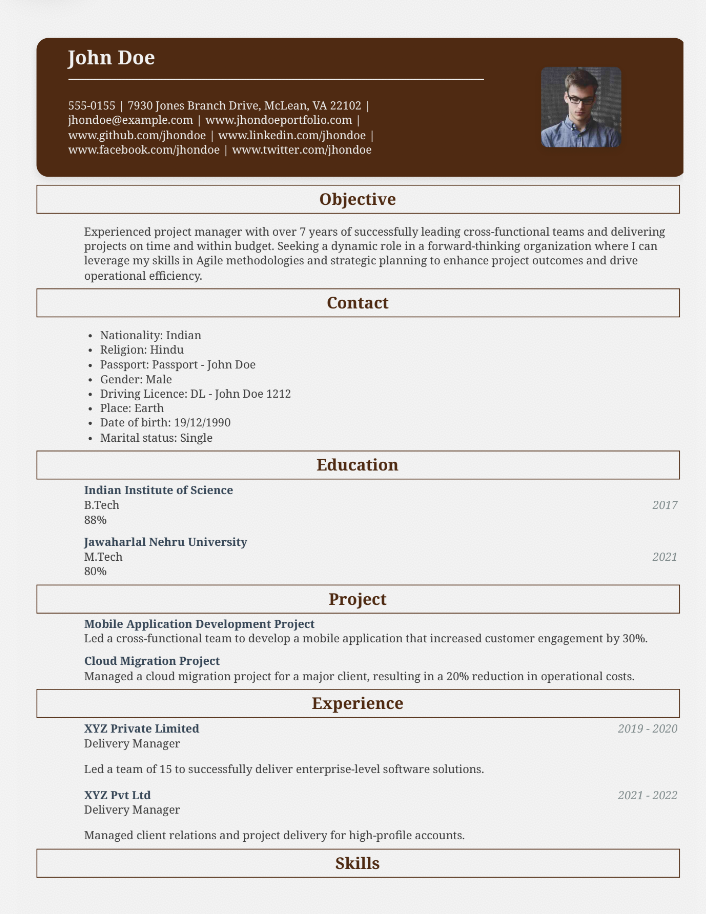 John Doe
555-0155 | 7930 Jones Branch Drive, McLean, VA 22102 |
jhondoe@example.com | www.jhondoeportfolio.com |
www.github.com/jhondoe | www.linkedin.com/jhondoe |
www.facebook.com/jhondoe | www.twitter.com/jhondoe
Objective
Experienced project manager with over 7 years of successfully leading cross-functional teams and delivering
projects on time and within budget. Seeking a dynamic role in a forward-thinking organization where I can
leverage my skills in Agile methodologies and strategic planning to enhance project outcomes and drive
operational efficiency.
Contact
• Nationality: Indian
• Religion: Hindu
• Passport: Passport - John Doe
• Gender: Male
• Driving Licence: DL - John Doe 1212
• Place: Earth
• Date of birth: 19/12/1990
• Marital status: Single
Education
Indian Institute of Science
B.Tech 2017
88%
Jawaharlal Nehru University
M.Tech 2021
80%
Project
Mobile Application Development Project
Led a cross-functional team to develop a mobile application that increased customer engagement by 30%.
Cloud Migration Project
Managed a cloud migration project for a major client, resulting in a 20% reduction in operational costs.
Experience
XYZ Private Limited 2019 - 2020
Delivery Manager
Led a team of 15 to successfully deliver enterprise-level software solutions.
XYZ Pvt Ltd 2021 - 2022
Delivery Manager
Managed client relations and project delivery for high-profile accounts.
Skills